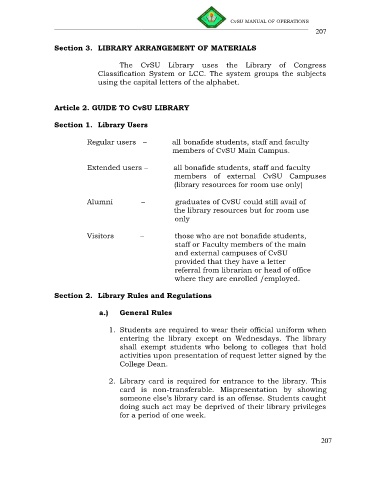 CvSU MANUAL OF OPERATIONS
207
Section 3. LIBRARY ARRANGEMENT OF MATERIALS
The CvSU Library uses the Library of Congress
Classification System or LCC. The system groups the subjects
using the capital letters of the alphabet.
Article 2. GUIDE TO CvSU LIBRARY
Section 1. Library Users
Regular users – all bonafide students, staff and faculty
members of CvSU Main Campus.
Extended users – all bonafide students, staff and faculty
members of external CvSU Campuses
(library resources for room use only)
Alumni – graduates of CvSU could still avail of
the library resources but for room use
only
Visitors – those who are not bonafide students,
staff or Faculty members of the main
and external campuses of CvSU
provided that they have a letter
referral from librarian or head of office
where they are enrolled /employed.
Section 2. Library Rules and Regulations
a.) General Rules
1. Students are required to wear their official uniform when
entering the library except on Wednesdays. The library
shall exempt students who belong to colleges that hold
activities upon presentation of request letter signed by the
College Dean.
2. Library card is required for entrance to the library. This
card is non-transferable. Mispresentation by showing
someone else's library card is an offense. Students caught
doing such act may be deprived of their library privileges
for a period of one week.
207